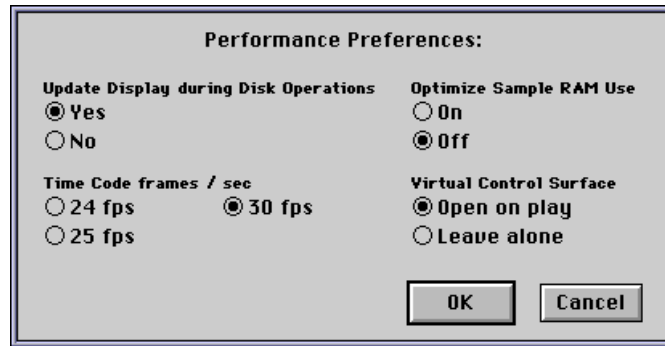 Performance Preferences:
Update Display during Disk Operations
Yes
No
Optimize Sample RAM Use
On
Off
Time Code frames / sec
24 fps
30 fps
25 fps
Virtual Control Surface
Open on play
Leave alone
OK
Cancel